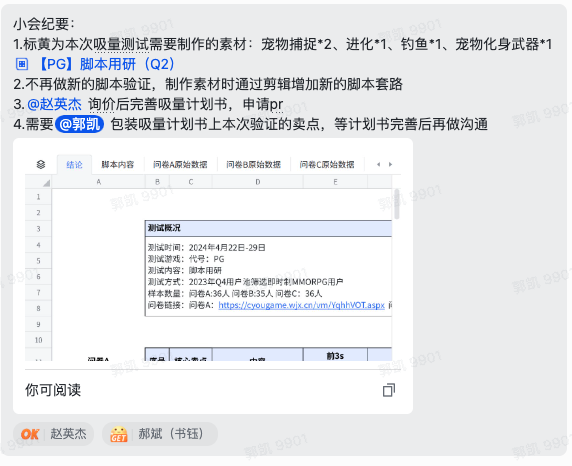 小会纪要：
1.标黄为本次吸量测试需要制作的素材：宠物捕捉*2、进化*1、钓鱼*1、宠物化身武器*1
【PG】脚本用研（Q2）
2.不再做新的脚本验证，制作素材时通过剪辑增加新的脚本套路
3.@赵英杰 询价后完善吸量计划书，申请pr
4.需要 @郭凯 包装吸量计划书上本次验证的卖点，等计划书完善后再做沟通
结论 脚本内容 问卷A原始数据 问卷B原始数据 问卷C原始数据
A B C D E
1
2
3 测试概况
4 测试时间：2024年4月22日-29日
5 测试游戏：代号：PG
6 测试内容：脚本用研
7 测试方式：2023年Q4用户池筛选即时制MMORPG用户
样本数量：问卷A:36人 问卷B:35人 问卷C：36人
8 问卷链接：问卷A：https://cyougame.wjx.cn/vm/YqhhVOT.aspx
9
10
问卷A 序号 核心卖点 内容 前3s
你可阅读
OK 赵英杰 GET 郝斌（书钰）
郭凯 9901